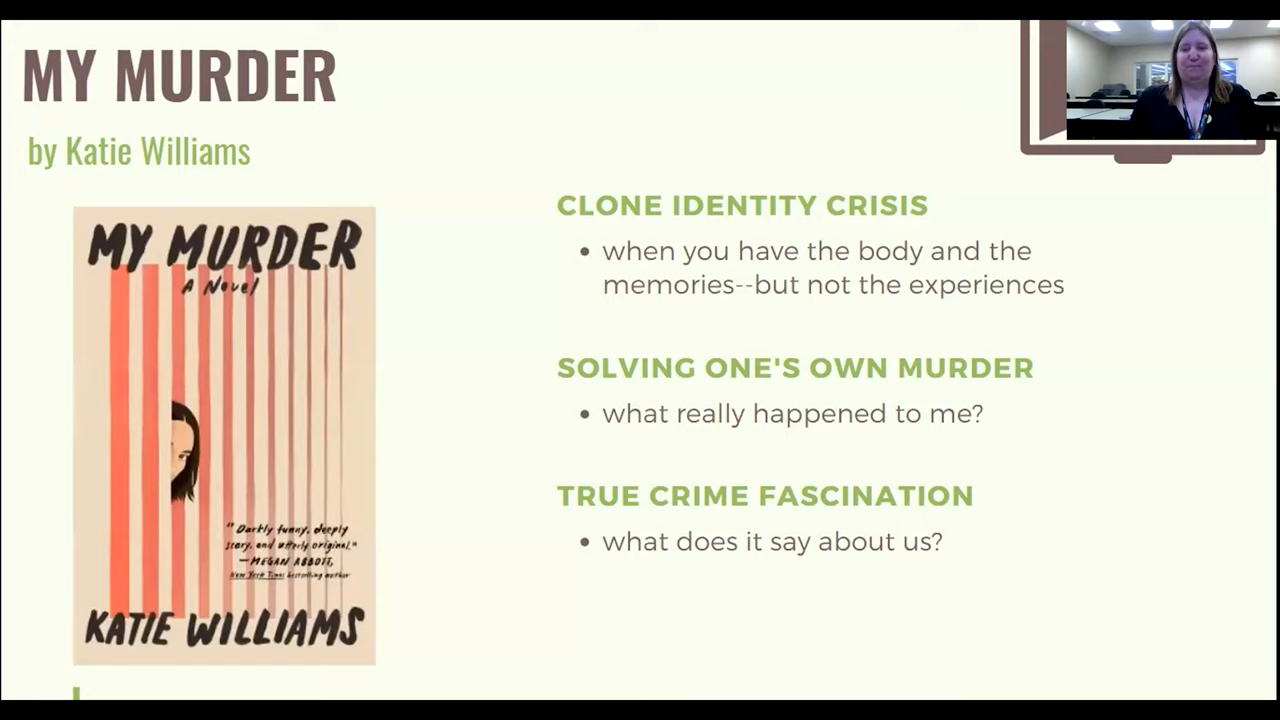 MY MURDER
by Katie Williams
MY MURDER
A Novel
"Darkly funny, deeply
scary, and utterly original."
—MEGAN ABBOTT,
New York Times bestselling author
KATIE WILLIAMS
CLONE IDENTITY CRISIS
• when you have the body and the
memories--but not the experiences
SOLVING ONE'S OWN MURDER
• what really happened to me?
TRUE CRIME FASCINATION
• what does it say about us?